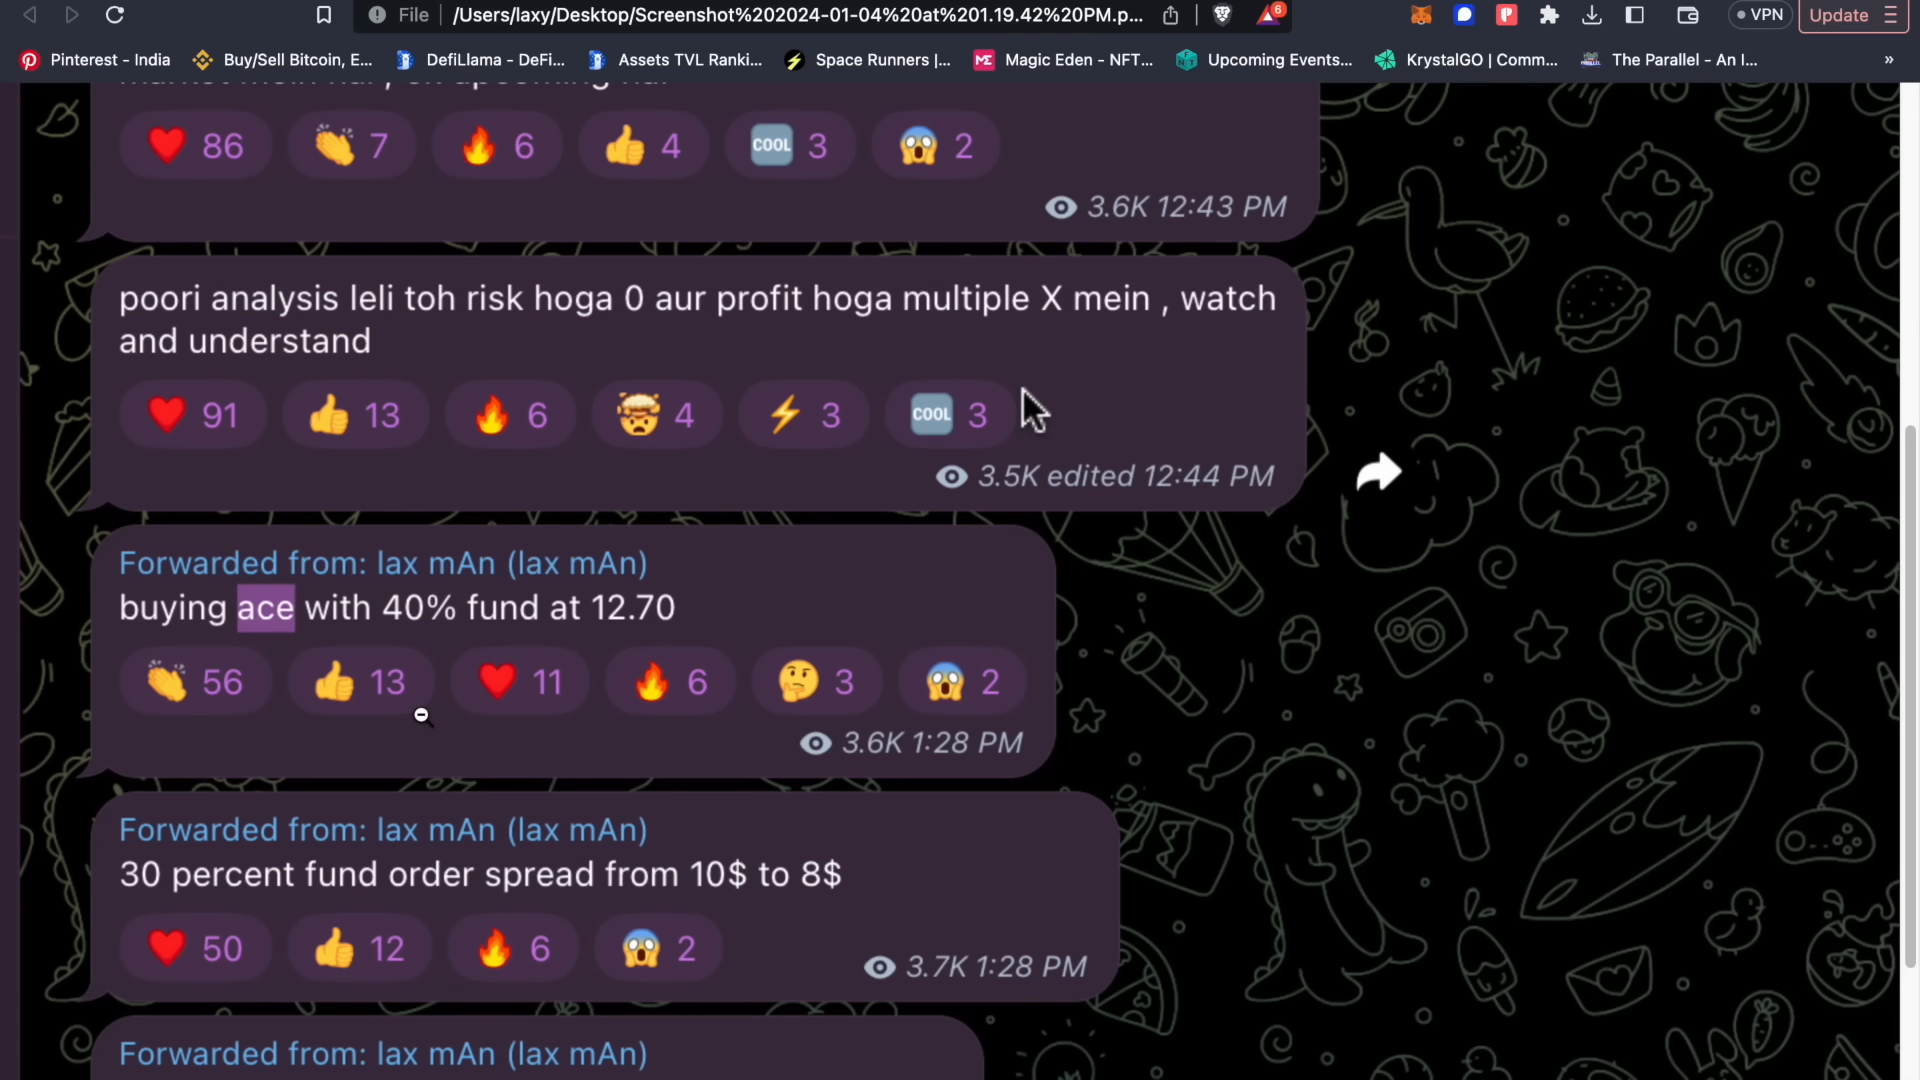 File
/Users/laxy/Desktop/Screenshot%202024-01-04%20at%201.19.42%20PM.p...
6
VPN
Update
Pinterest - India
Buy/Sell Bitcoin, E...
DefiLlama - DeFi...
Assets TVL Ranki...
Space Runners |...
ME Magic Eden - NFT...
Upcoming Events...
KrystalGO | Comm...
The Parallel - An I...
»
86 7 6 4 COOL 3 2
3.6K 12:43 PM
poori analysis leli toh risk hoga 0 aur profit hoga multiple X mein , watch
and understand
91 13 6 4 3 COOL 3
3.5K edited 12:44 PM
Forwarded from: lax mAn (lax mAn)
buying ace with 40% fund at 12.70
56 13 11 6 3 2
3.6K 1:28 PM
Forwarded from: lax mAn (lax mAn)
30 percent fund order spread from 10$ to 8$
50 12 6 2
3.7K 1:28 PM
Forwarded from: lax mAn (lax mAn)